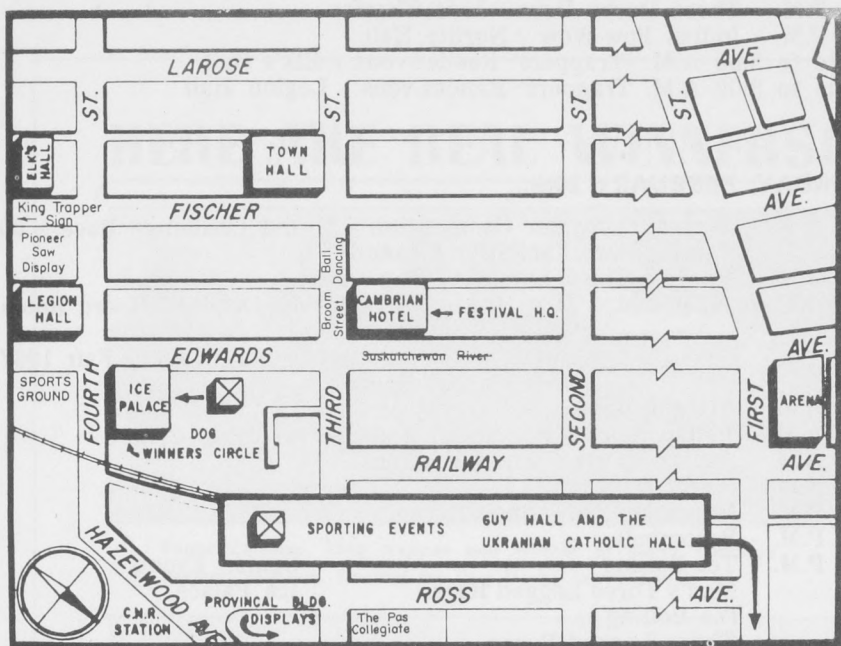 LAROSE
AVE.
ST.
ST.
ST.
ST.
ELK'S
HALL
TOWN
HALL
King Trapper
Sign
FISCHER
AVE.
Pioneer
Saw
Display
Ball
Dancing
Broom
Street
LEGION
HALL
CAMBRIAN
HOTEL
FESTIVAL H.Q.
EDWARDS
Suskatchewan River
AVE.
SPORTS
GROUND
FOURTH
ICE
PALACE
THIRD
SECOND
FIRST
ARENA
DOG
WINNERS CIRCLE
RAILWAY
AVE.
SPORTING EVENTS
GUY HALL AND THE
UKRANIAN CATHOLIC HALL
HAZELWOOD AVE.
C.N.R.
STATION
PROVINCAL BLDG.
DISPLAYS
ROSS
AVE.
The Pas
Collegiate